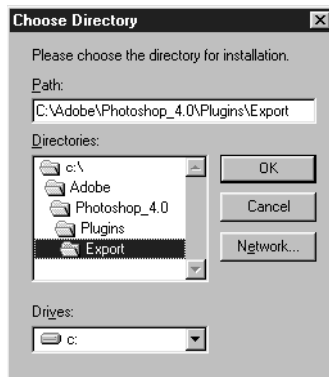 Choose Directory
Please choose the directory for installation.
Path:
C:\Adobe\Photoshop_4.0\Plugins\Export
Directories:
c:\
Adobe
Photoshop_4.0
Plugins
Export
OK
Cancel
Network...
Drives:
c: